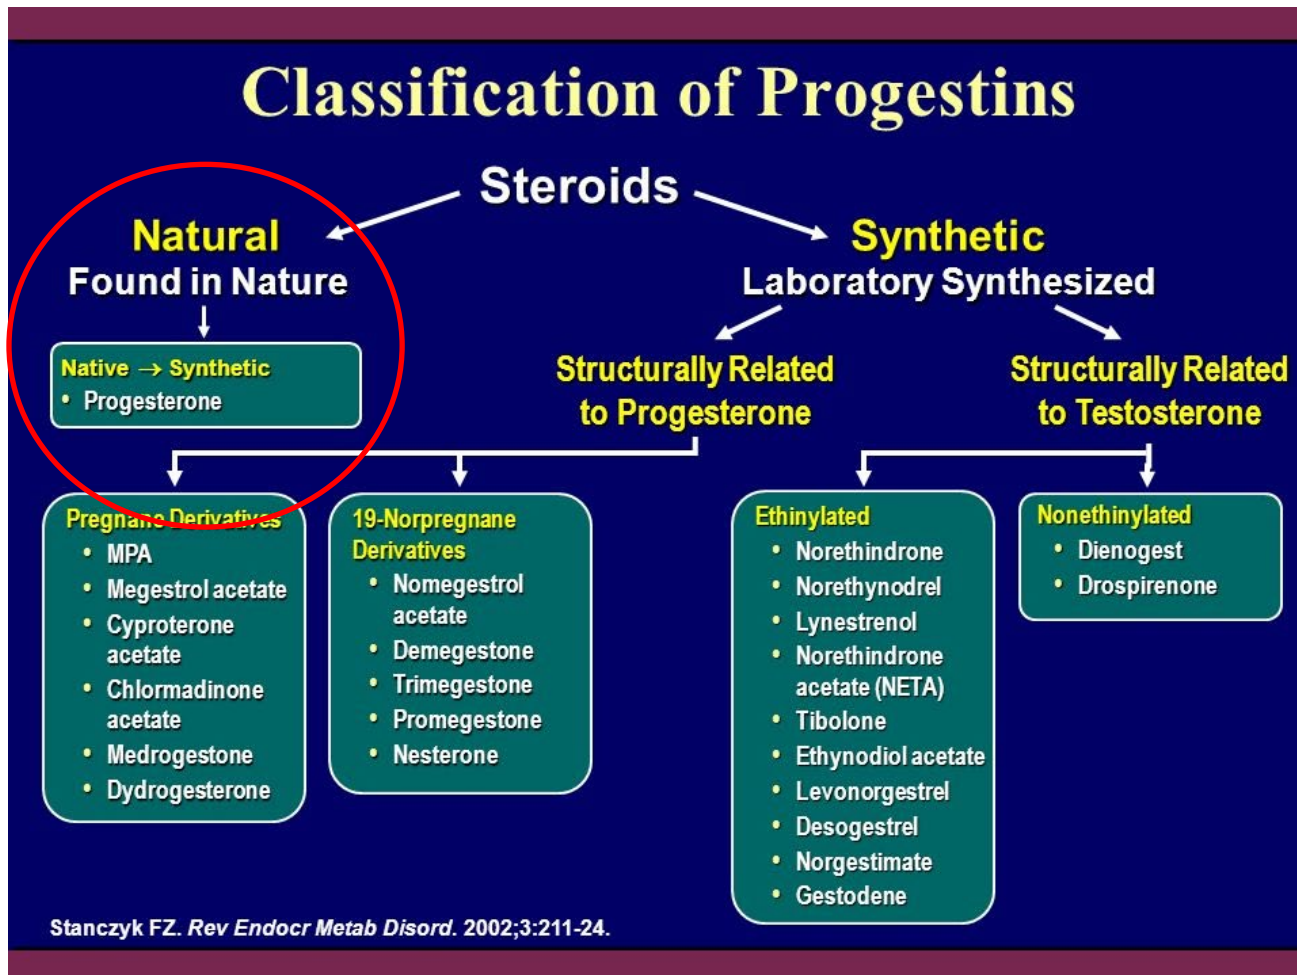 Classification of Progestins
Steroids
Natural
Found in Nature
Native → Synthetic
• Progesterone
Synthetic
Laboratory Synthesized
Structurally Related
to Progesterone
Structurally Related
to Testosterone
Pregnane Derivatives
• MPA
• Megestrol acetate
• Cyproterone
acetate
• Chlormadinone
acetate
• Medrogestone
• Dydrogesterone
19-Norpregnane
Derivatives
• Nomegestrol
acetate
• Demegestone
• Trimegestone
• Promegestone
• Nesterone
Ethinylated
• Norethindrone
• Norethynodrel
• Lynestrenol
• Norethindrone
acetate (NETA)
• Tibolone
• Ethynodiol acetate
• Levonorgestrel
• Desogestrel
• Norgestimate
• Gestodene
Nonethinylated
• Dienogest
• Drospirenone
Stanczyk FZ. Rev Endocr Metab Disord. 2002;3:211-24.